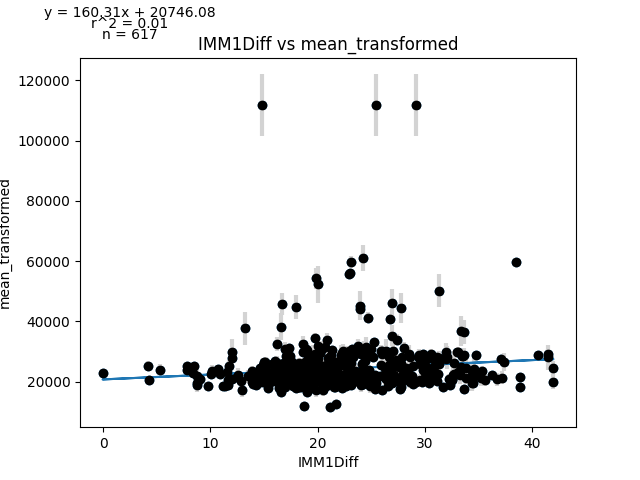 y = 160.31x + 20746.08
r^2 = 0.01
n = 617
IMM1Diff vs mean_transformed
120000
100000
80000
60000
40000
20000
mean_transformed
0 10 20 30 40
IMM1Diff